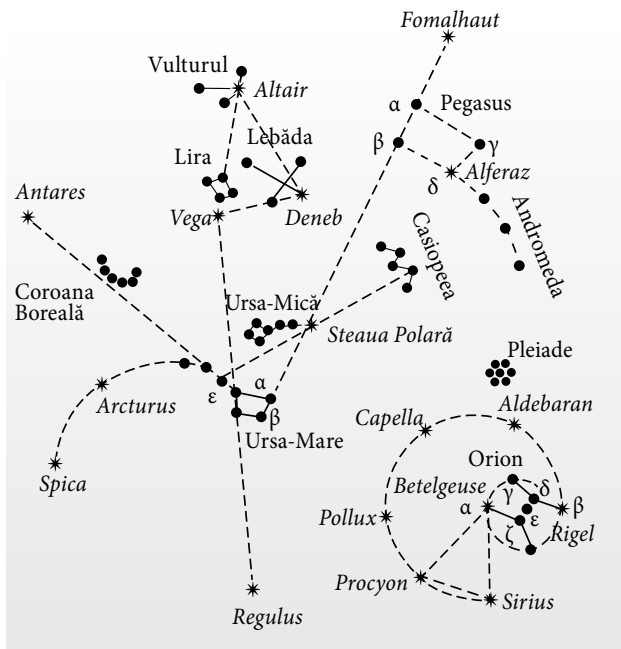 Fomalhaut
Vulturul
Altair
α
Pegasus
Lebăda
β
γ
Lira
δ
Alferaz
Antares
Vega
Deneb
Andromeda
Casiopeea
Coroana
Boreală
Ursa-Mică
Steaua Polară
Pleiade
ε
α
Arcturus
β
Ursa-Mare
Capella
Aldebaran
Spica
Orion
Betelgeuse
γ
δ
α
β
ε
Pollux
ζ
Rigel
Procyon
Sirius
Regulus